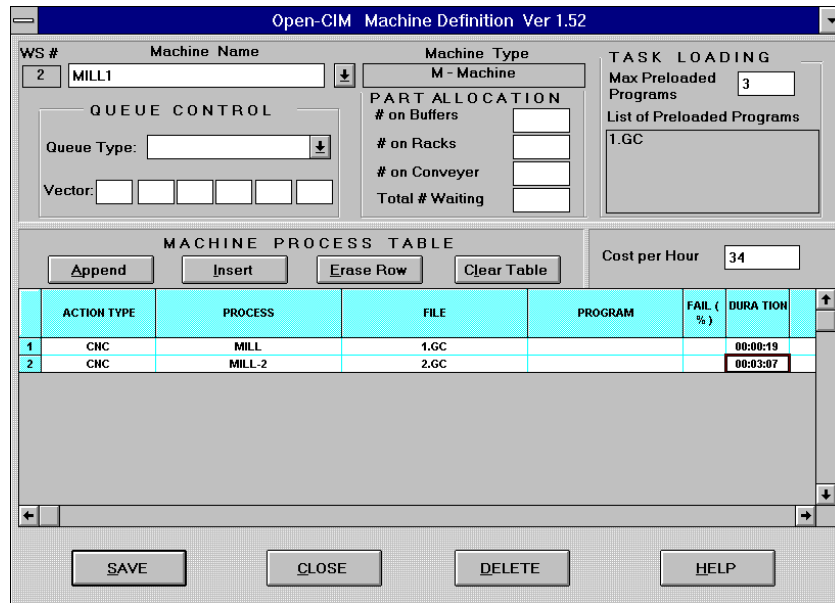 Open-CIM Machine Definition Ver 1.52
WS # Machine Name Machine Type
2 MILL1 M - Machine
TASK LOADING
Max Preloaded Programs 3
List of Preloaded Programs
1.GC
QUEUE CONTROL
Queue Type:
Vector:
PART ALLOCATION
# on Buffers
# on Racks
# on Conveyer
Total # Waiting
MACHINE PROCESS TABLE
Append Insert Erase Row Clear Table
Cost per Hour 34
ACTION TYPE PROCESS FILE PROGRAM FAIL ( % ) DURATION
1 CNC MILL 1.GC 00:00:19
2 CNC MILL-2 2.GC 00:03:07
SAVE CLOSE DELETE HELP